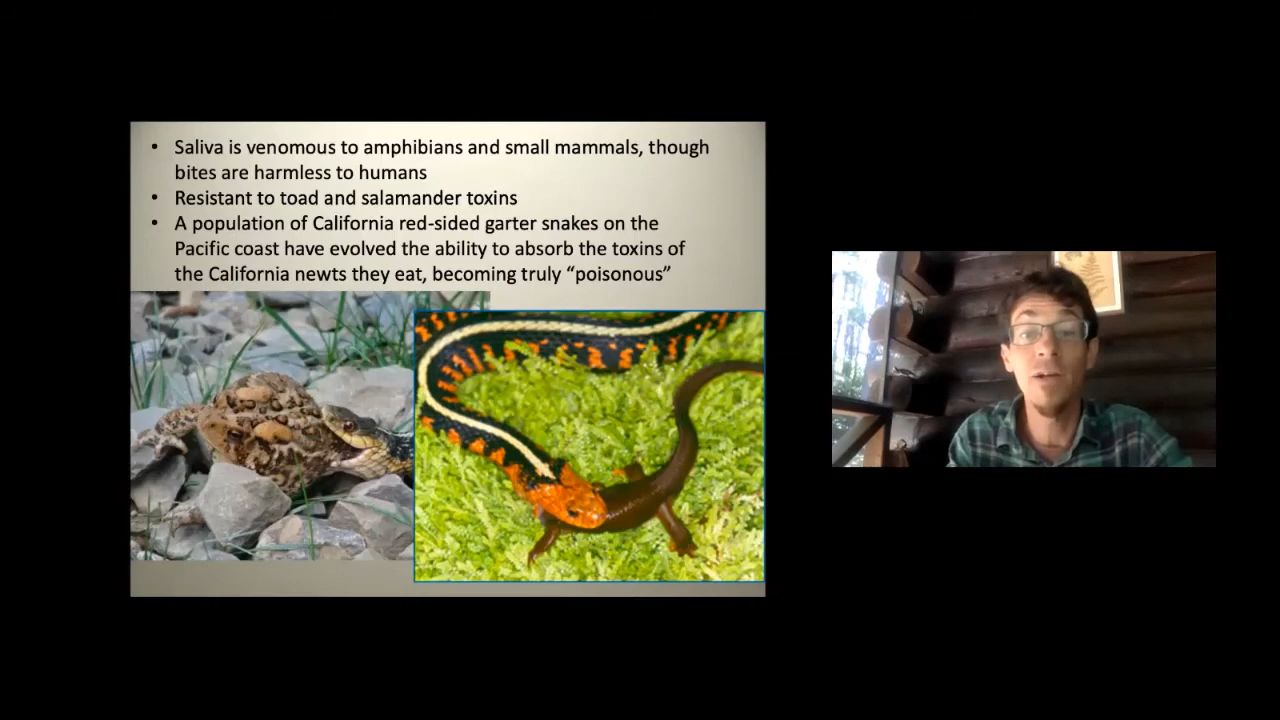 • Saliva is venomous to amphibians and small mammals, though
bites are harmless to humans
• Resistant to toad and salamander toxins
• A population of California red-sided garter snakes on the
Pacific coast have evolved the ability to absorb the toxins of
the California newts they eat, becoming truly “poisonous”